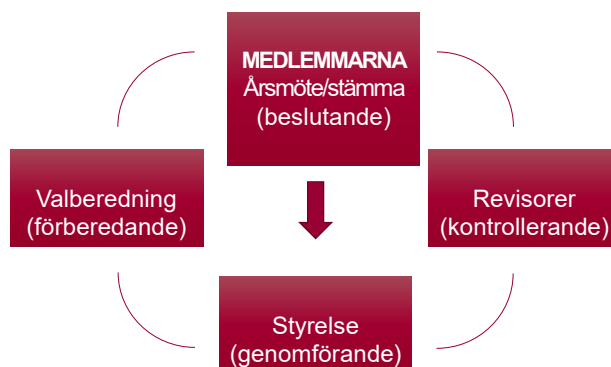 MEDLEMMARNA
Årsmöte/stämma
(beslutande)
Valberedning
(förberedande)
Revisorer
(kontrollerande)
Styrelse
(genomförande)